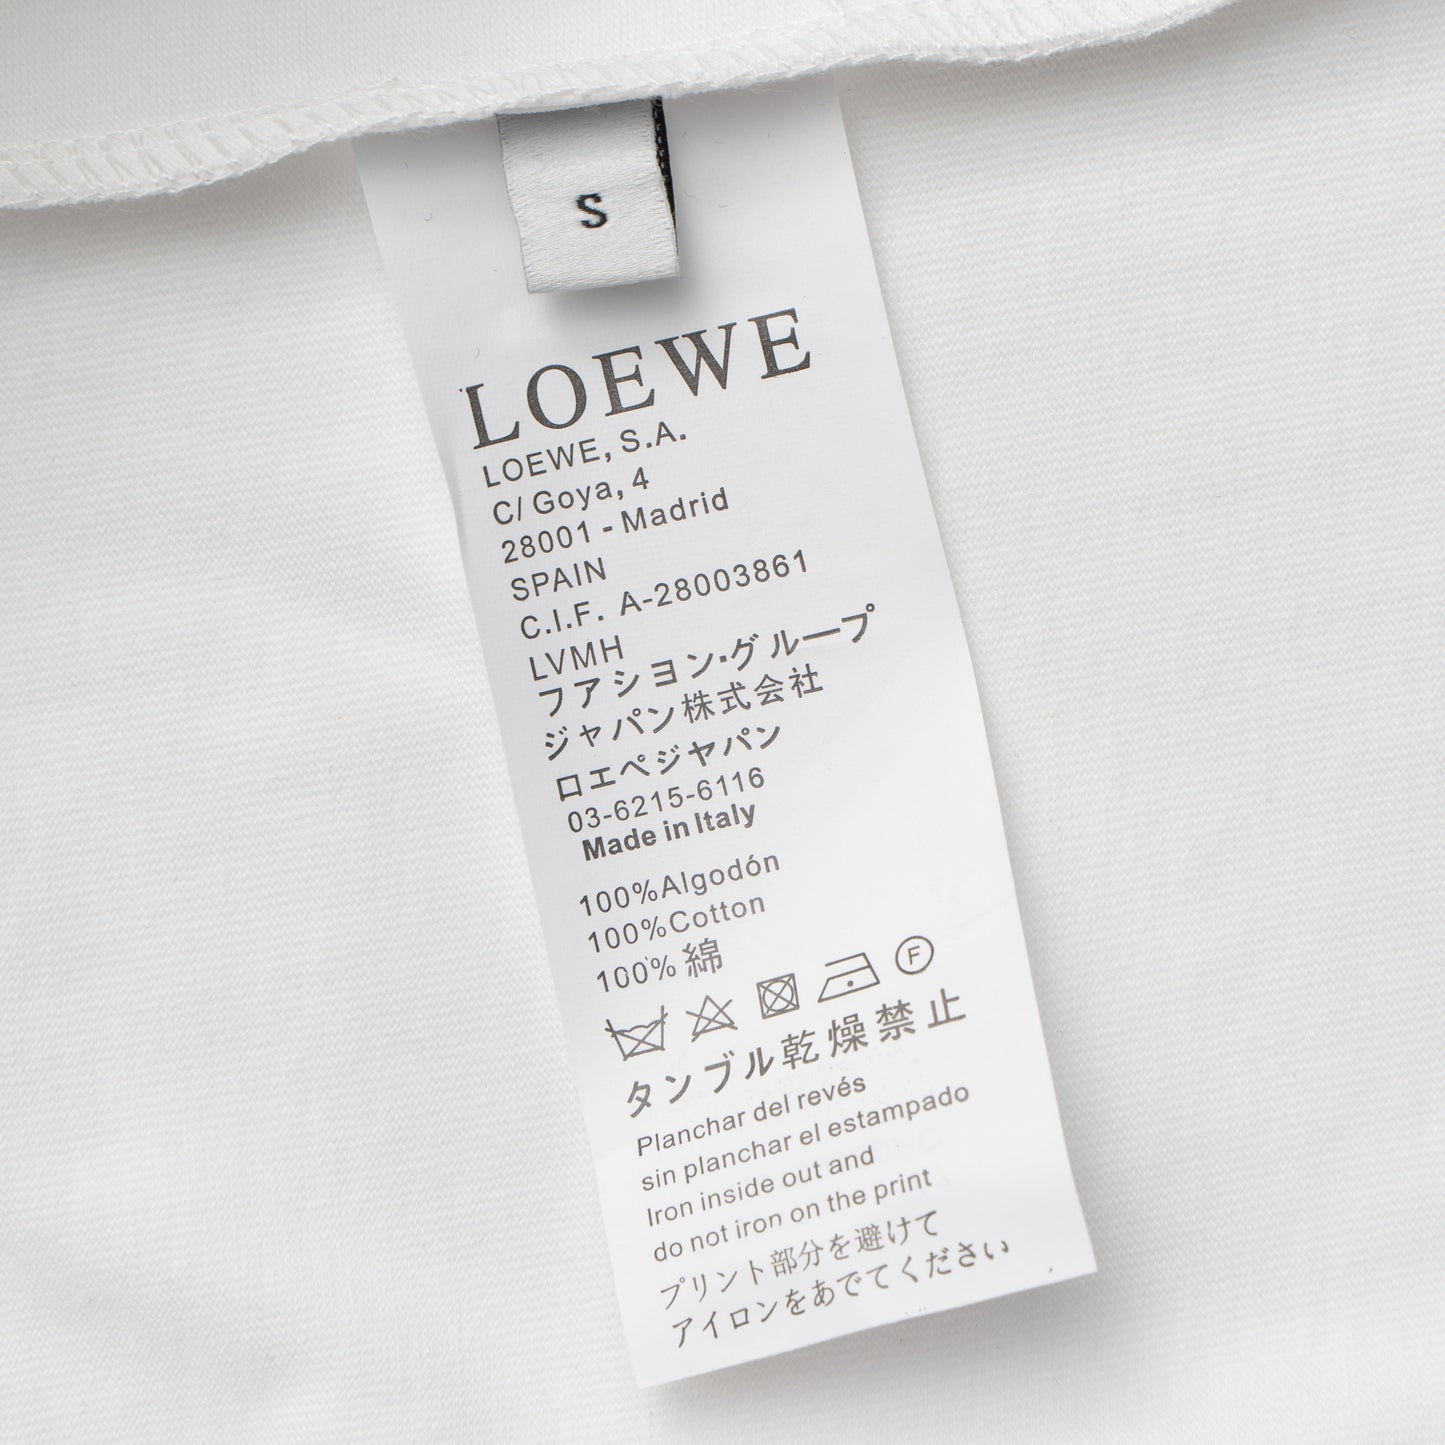 S
LOEWE
LOEWE, S.A.
C/ Goya, 4
28001 - Madrid
SPAIN
C.I.F. A-28003861
LVMH
フアシヨン・グループ
ジャパン株式会社
ロエペジヤパン
03-6215-6116
Made in Italy
100%Algodón
100%Cotton
100% 綿
F
タンブル乾燥禁止
Planchar del revés
sin planchar el estampado
Iron inside out and
do not iron on the print
プリント部分を避けて
アイロンをあでてください